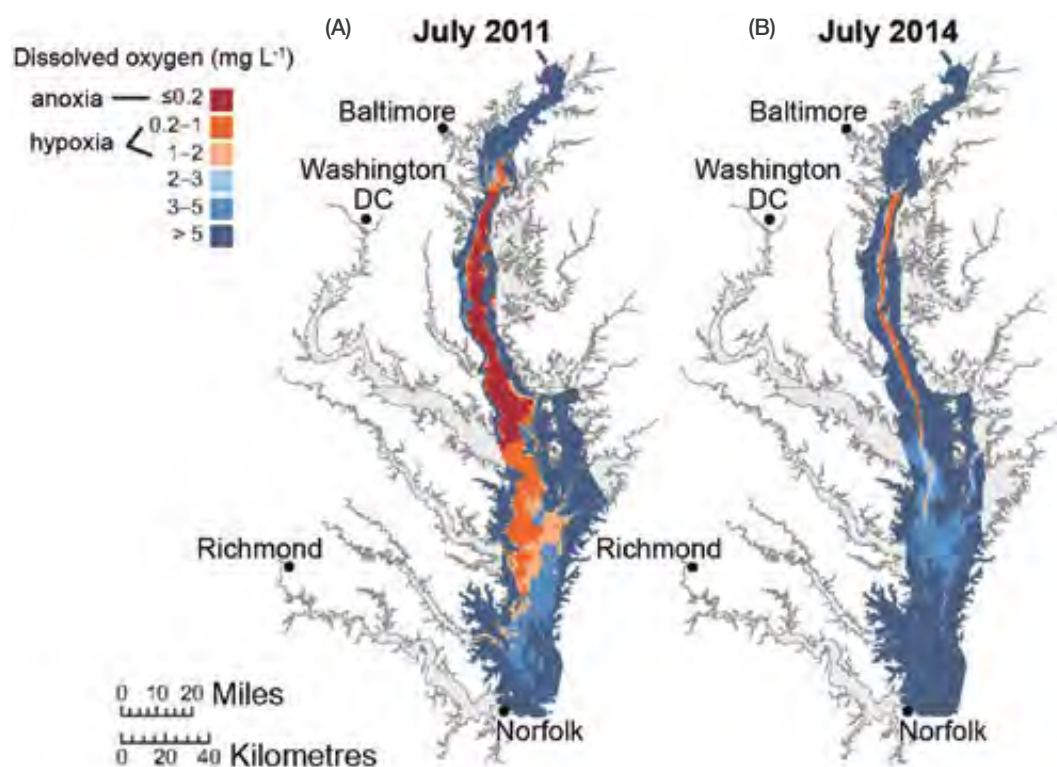 (A)
July 2011
(B)
July 2014
Dissolved oxygen (mg L⁻¹)
anoxia
≤0.2
hypoxia
0.2–1
1–2
2–3
3–5
> 5
Baltimore
Washington
DC
Richmond
Norfolk
Baltimore
Washington
DC
Richmond
Norfolk
0 10 20 Miles
0 20 40 Kilometres